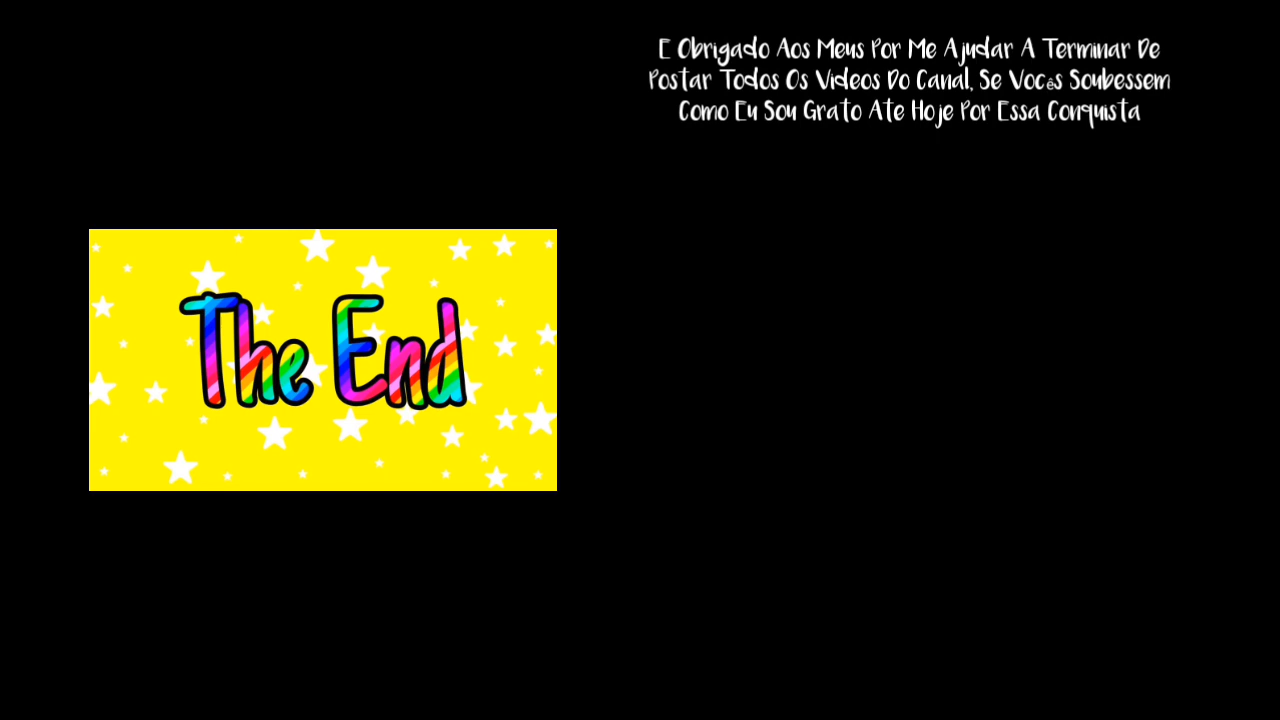 E Obrigado Aos Meus Por Me Ajudar A Terminar De
Postar Todos Os Videos Do Canal, Se Vocês Soubessem
Como Eu Sou Grato Ate Hoje Por Essa Conquista
The End